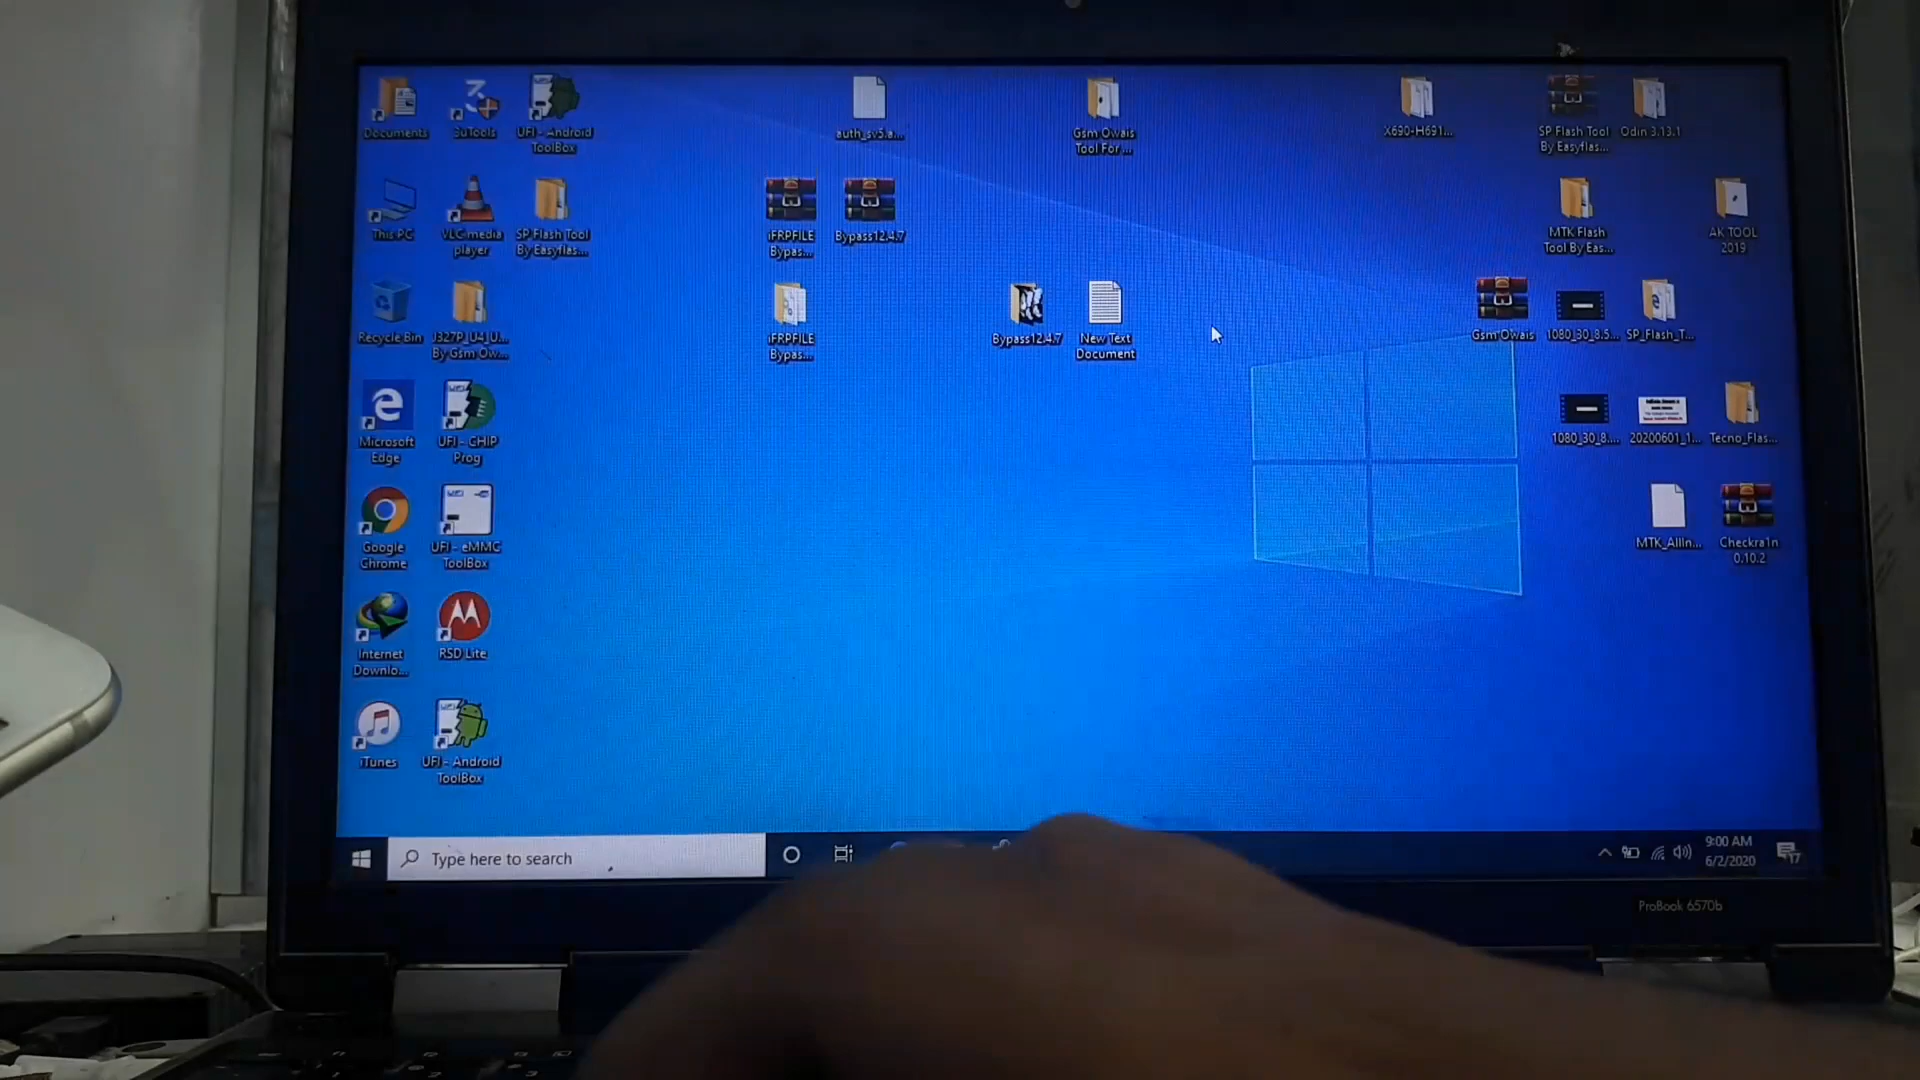 Documents
3uTools
UFI - Android
ToolBox
auth_sv5.a...
Gsm Owais
Tool For ...
X690-H691...
SP Flash Tool
By Easyflas...
Odin 3.13.1
This PC
VLC media
player
SP Flash Tool
By Easyflas...
iFRPFILE
Bypas...
Bypass12.4.7
MTK Flash
Tool By Eas...
AK TOOL
2019
Recycle Bin
J327P_U4_U...
By Gsm Ow...
iFRPFILE
Bypas...
Bypass12.4.7
New Text
Document
Gsm Owais
1080_30_8.5...
SP_Flash_T...
Microsoft
Edge
UFI - CHIP
Prog
1080_30_8....
20200601_1...
Tecno_Flas...
Google
Chrome
UFI - eMMC
ToolBox
MTK_AllIn...
Checkra1n
0.10.2
Internet
Downlo...
RSD Lite
iTunes
UFI - Android
ToolBox
Type here to search
9:00 AM
6/2/2020
17
ProBook 6570b